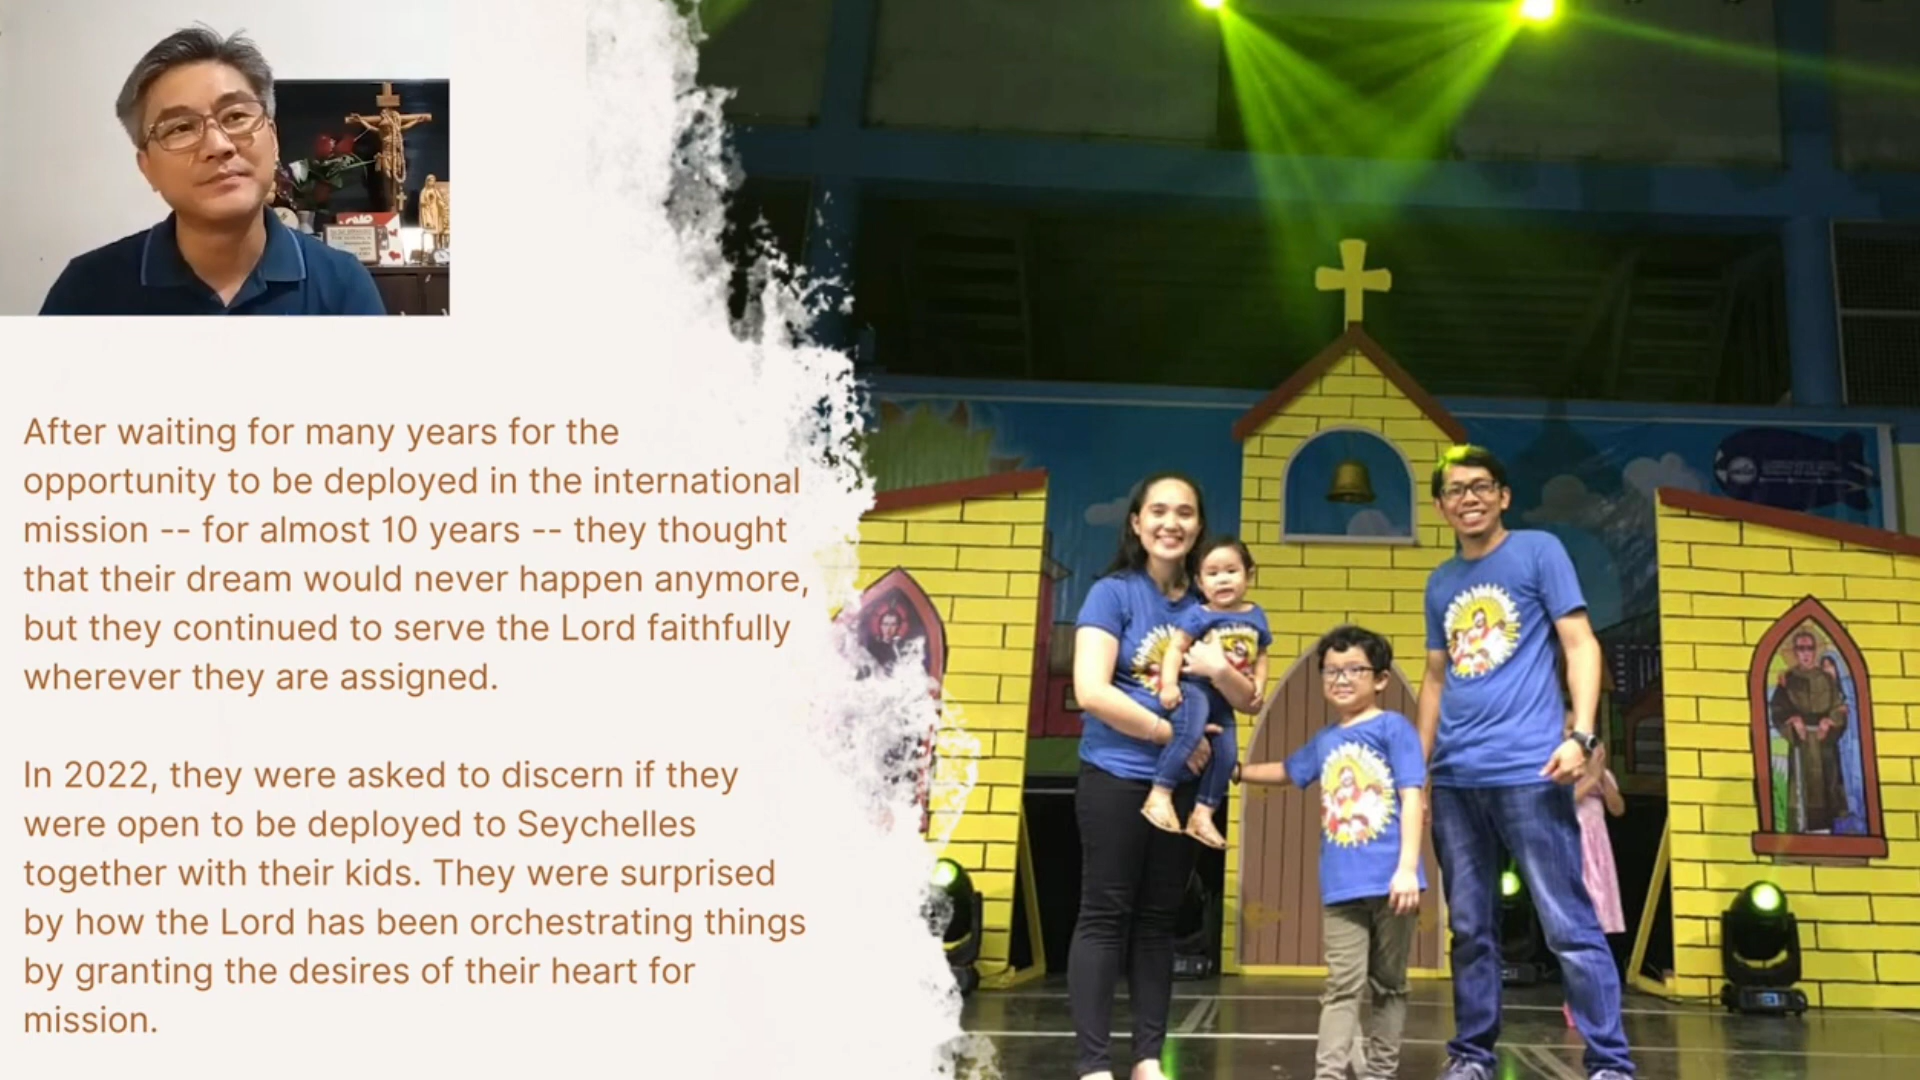 After waiting for many years for the
opportunity to be deployed in the international
mission -- for almost 10 years -- they thought
that their dream would never happen anymore,
but they continued to serve the Lord faithfully
wherever they are assigned.
In 2022, they were asked to discern if they
were open to be deployed to Seychelles
together with their kids. They were surprised
by how the Lord has been orchestrating things
by granting the desires of their heart for
mission.